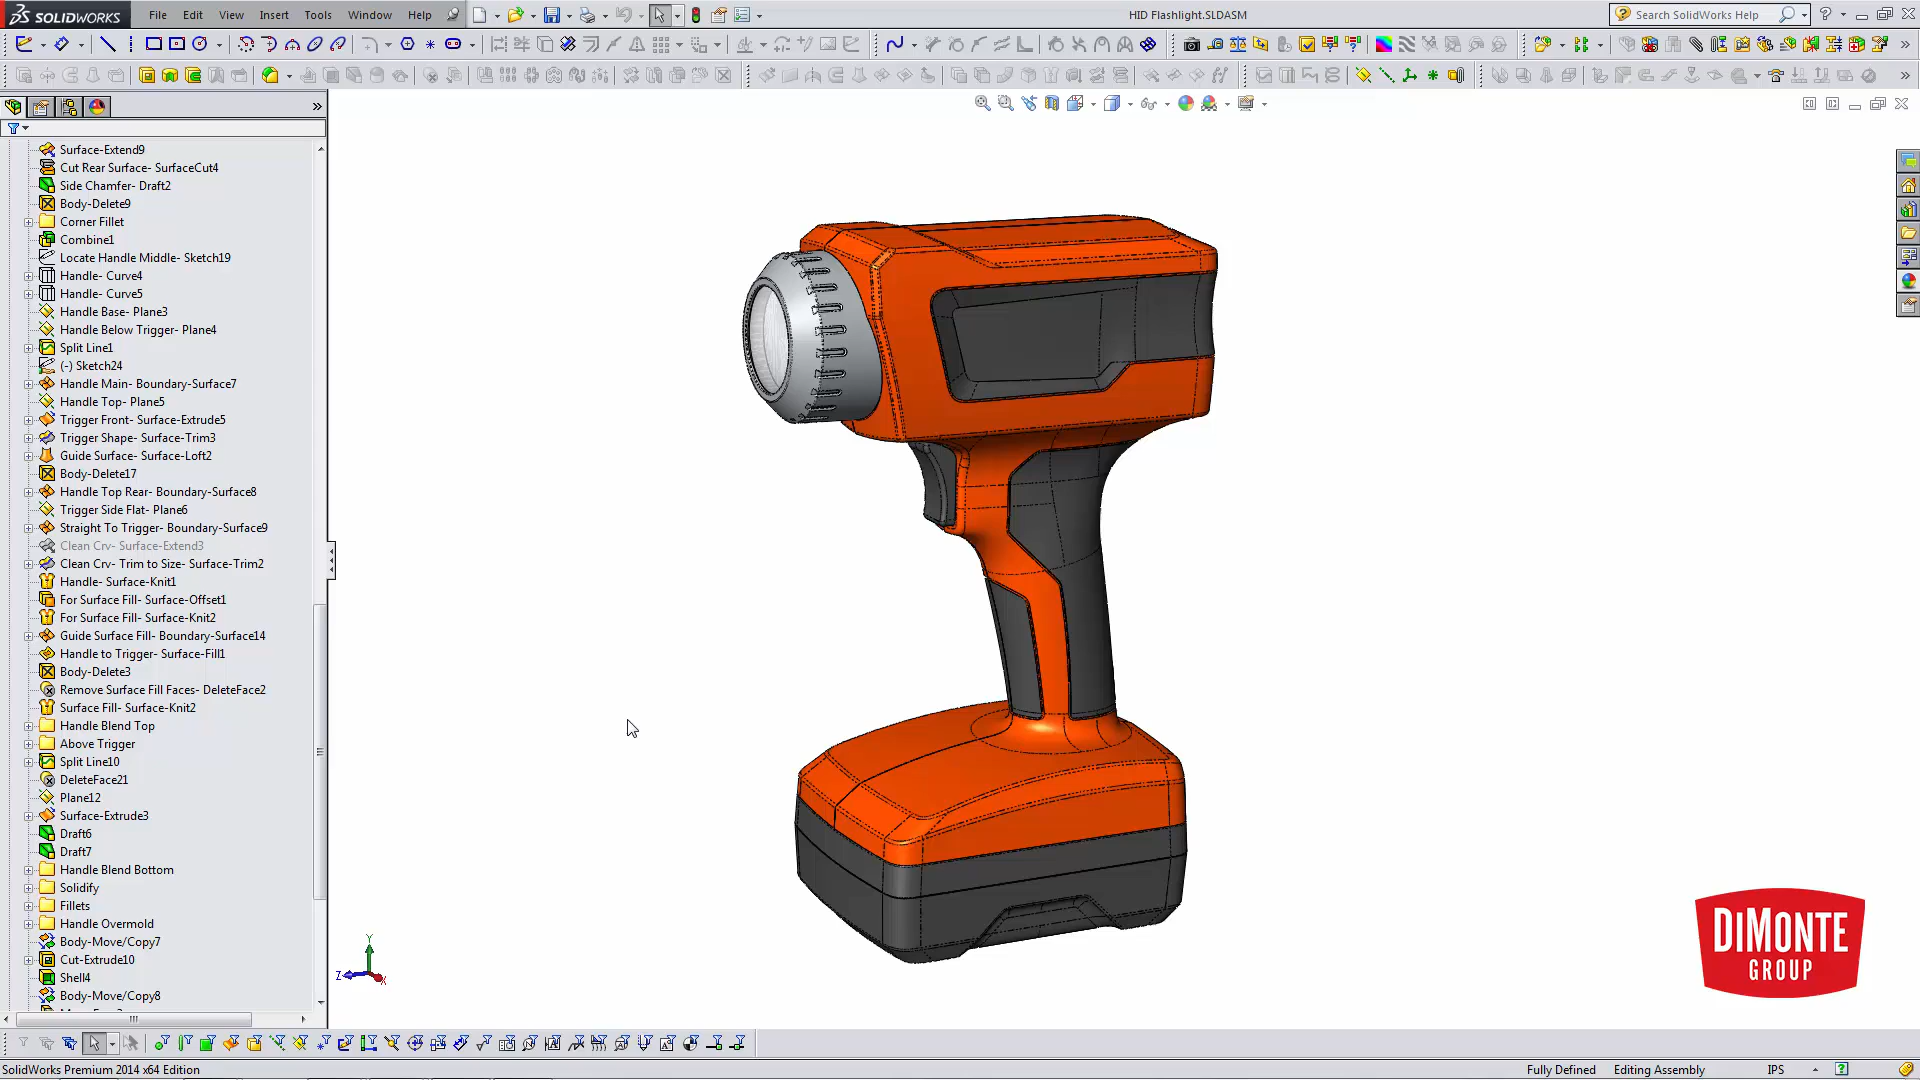 SOLIDWORKS
File Edit View Insert Tools Window Help
HID Flashlight.SLDASM
Search SolidWorks Help
Surface-Extend9
Cut Rear Surface- SurfaceCut4
Side Chamfer- Draft2
Body-Delete9
Corner Fillet
Combine1
Locate Handle Middle- Sketch19
Handle- Curve4
Handle- Curve5
Handle Base- Plane3
Handle Below Trigger- Plane4
Split Line1
(-) Sketch24
Handle Main- Boundary-Surface7
Handle Top- Plane5
Trigger Front- Surface-Extrude5
Trigger Shape- Surface-Trim3
Guide Surface- Surface-Loft2
Body-Delete17
Handle Top Rear- Boundary-Surface8
Trigger Side Flat- Plane6
Straight To Trigger- Boundary-Surface9
Clean Crv- Surface-Extend3
Clean Crv- Trim to Size- Surface-Trim2
Handle- Surface-Knit1
For Surface Fill- Surface-Offset1
For Surface Fill- Surface-Knit2
Guide Surface Fill- Boundary-Surface14
Handle to Trigger- Surface-Fill1
Body-Delete3
Remove Surface Fill Faces- DeleteFace2
Surface Fill- Surface-Knit2
Handle Blend Top
Above Trigger
Split Line10
DeleteFace21
Plane12
Surface-Extrude3
Draft6
Draft7
Handle Blend Bottom
Solidify
Fillets
Handle Overmold
Body-Move/Copy7
Cut-Extrude10
Shell4
Body-Move/Copy8
Y
Z
X
DiMONTE
GROUP
SolidWorks Premium 2014 x64 Edition
Fully Defined
Editing Assembly
IPS